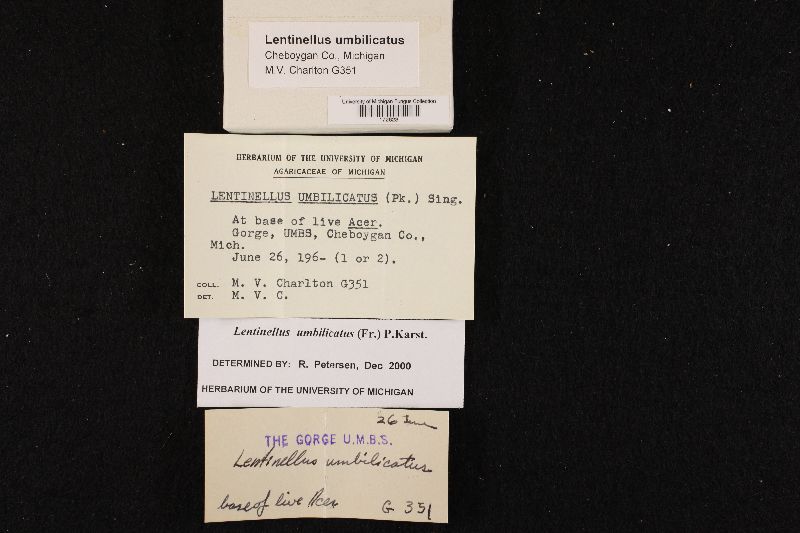 Lentinellus umbilicatus
Cheboygan Co., Michigan
M.V. Charlton G351
University of Michigan Fungus Collection
HERBARIUM OF THE UNIVERSITY OF MICHIGAN
AGARICACEAE OF MICHIGAN
LENTINELLUS UMBILICATUS (Pk.) Sing.
At base of live Acer.
Gorge, UMBS, Cheboygan Co.,
Mich.
June 26, 196- (1 or 2).
COLL. M. V. Charlton G351
DET. M. V. C.
Lentinellus umbilicatus (Fr.) P.Karst.
DETERMINED BY: R. Petersen, Dec 2000
HERBARIUM OF THE UNIVERSITY OF MICHIGAN
26 June
THE GORGE U.M.B.S.
Lentinellus umbilicatus
base of live Acer
G 351